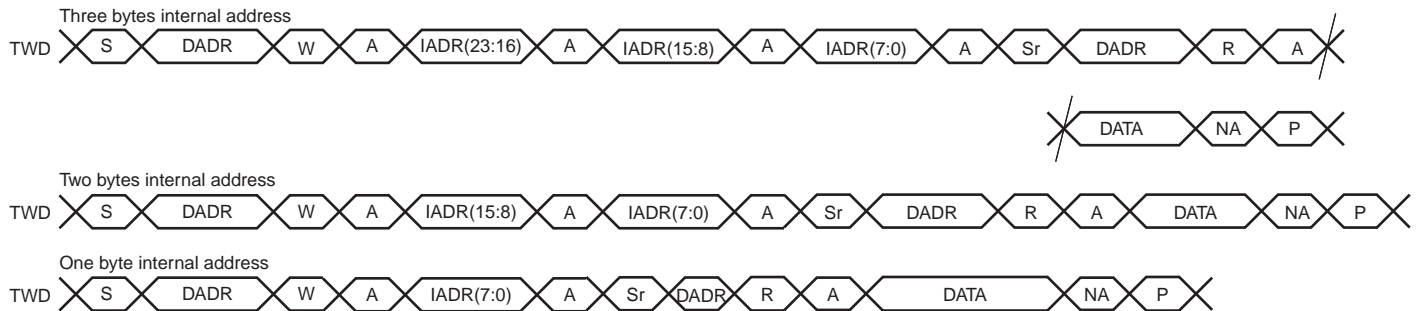 Three bytes internal address
TWD S DADR W A IADR(23:16) A IADR(15:8) A IADR(7:0) A Sr DADR R A
DATA NA P
Two bytes internal address
TWD S DADR W A IADR(15:8) A IADR(7:0) A Sr DADR R A DATA NA P
One byte internal address
TWD S DADR W A IADR(7:0) A Sr DADR R A DATA NA P